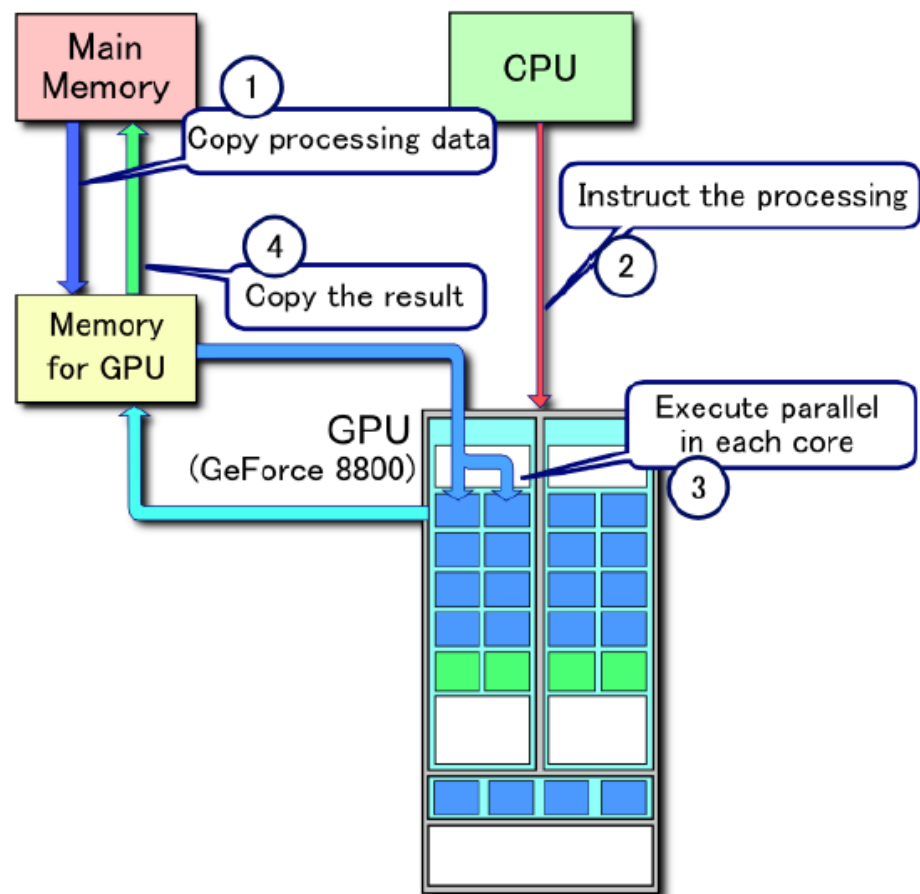 Main
Memory
CPU
1
Copy processing data
Instruct the processing
2
4
Copy the result
Memory
for GPU
Execute parallel
in each core
3
GPU
(GeForce 8800)